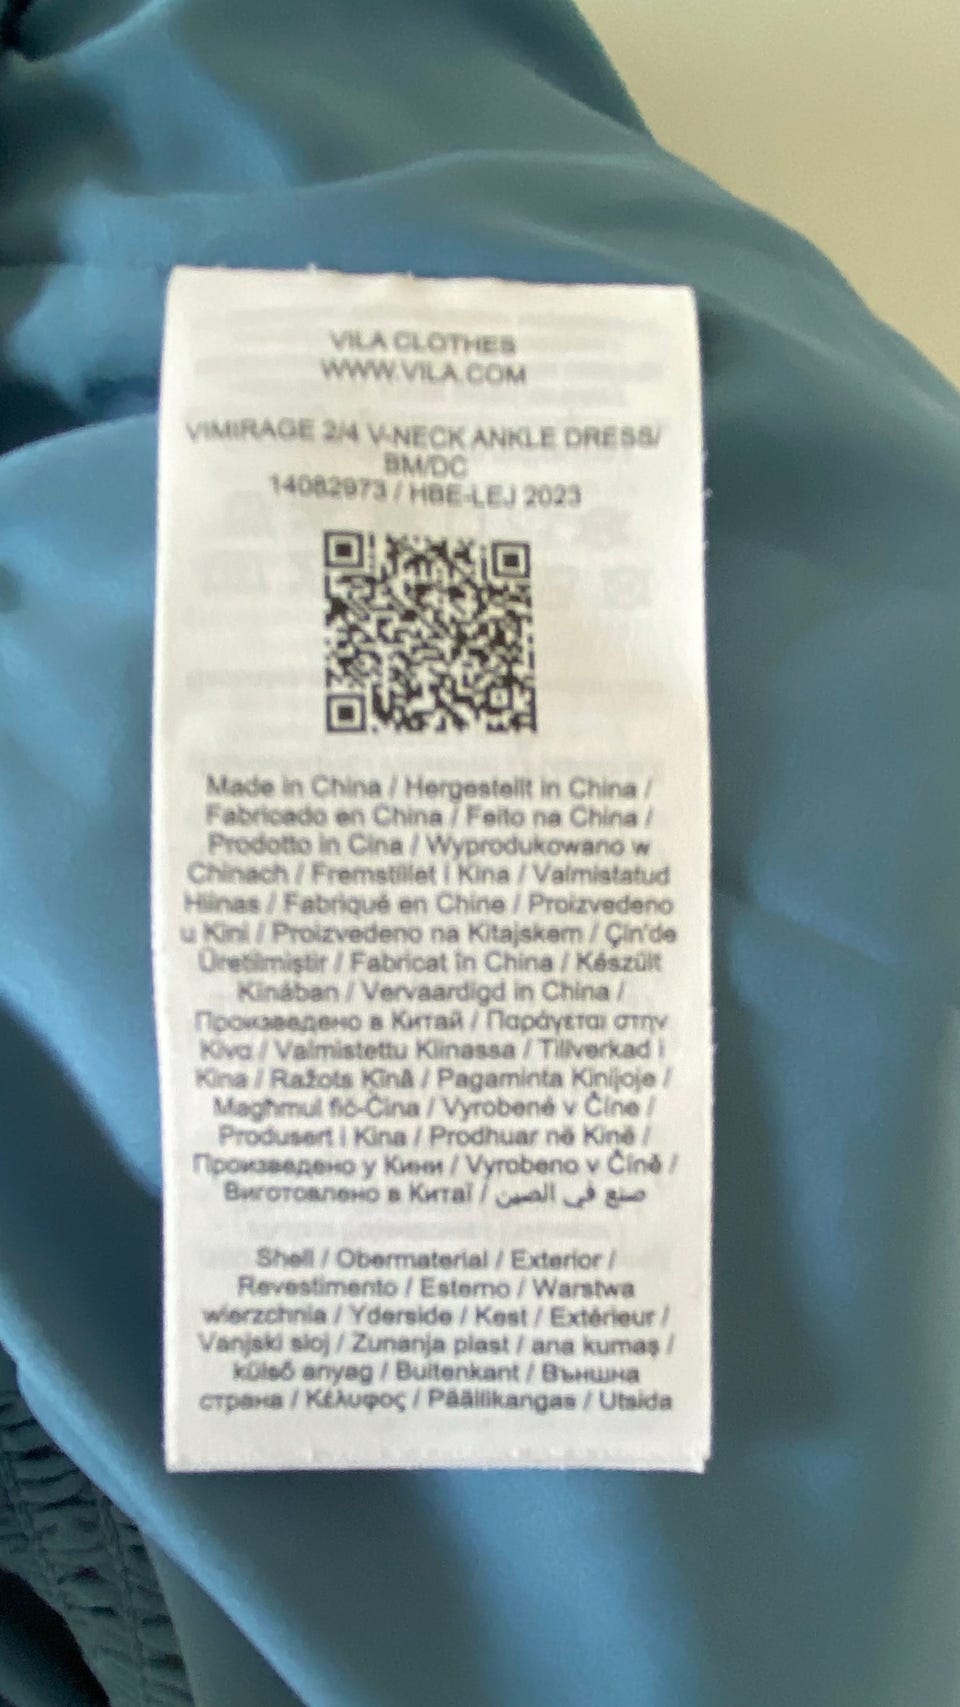 VILA CLOTHES
WWW.VILA.COM
VIMIRAGE 2/4 V-NECK ANKLE DRESS/
BM/DC
14082973 / HBE-LEJ 2023
Made in China / Hergestellt in China /
Fabricado en China / Feito na China /
Prodotto in Cina / Wyprodukowano w
Chinach / Fremstillet i Kina / Valmistatud
Hiinas / Fabriqué en Chine / Proizvedeno
u Kini / Proizvedeno na Kitajskem / Çin'de
Üretilmiştir / Fabricat în China / Készült
Kínában / Vervaardigd in China /
Произведено в Китай / Παράγεται στην
Κίνα / Valmistettu Kiinassa / Tillverkad i
Kina / Ražots Ķīnā / Pagaminta Kinijoje /
Magħmul fiċ-Ċina / Vyrobené v Číne /
Produsert i Kina / Prodhuar në Kinë /
Произведено у Кини / Vyrobeno v Číně /
Виготовлено в Китаї / صنع في الصين
Shell / Obermaterial / Exterior /
Revestimento / Esterno / Warstwa
wierzchnia / Yderside / Kest / Extérieur /
Vanjski sloj / Zunanja plast / ana kumaş /
külső anyag / Buitenkant / Външна
страна / Κέλυφος / Päällikangas / Utsida